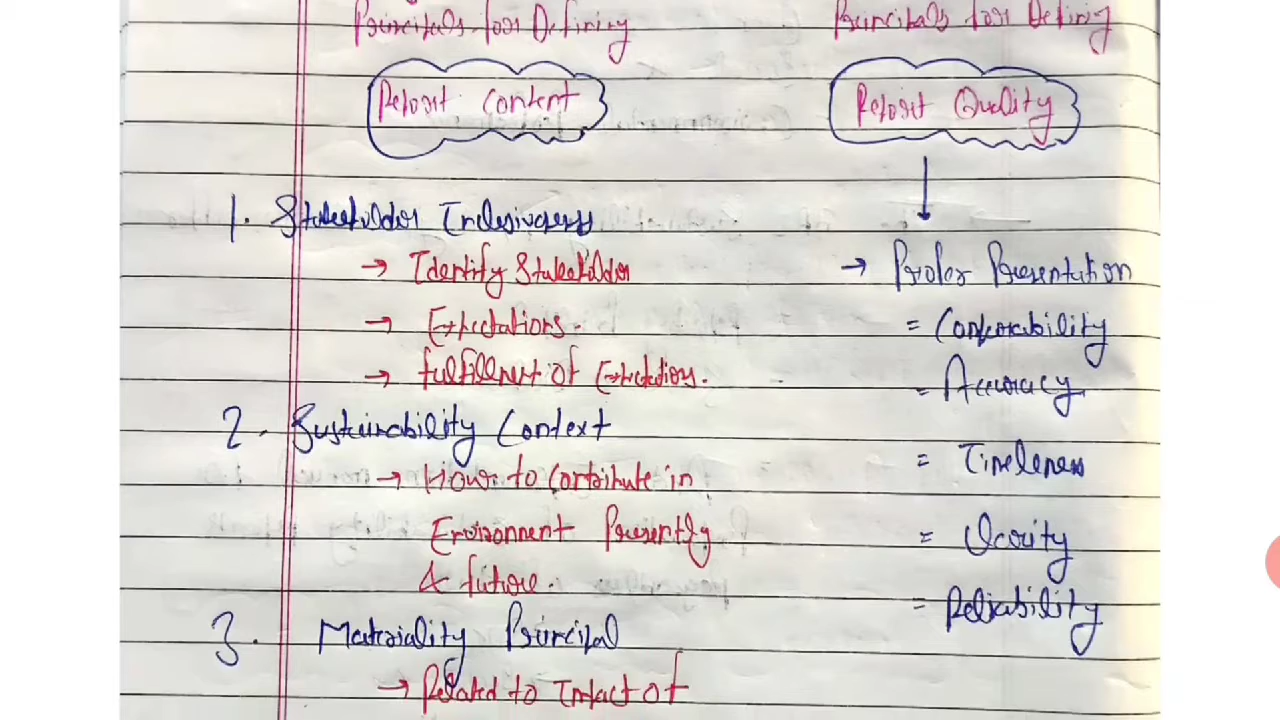 Principals for Defining
Report Content
1. Stakeholder Inclusiveness
→ Identify Stakeholder
→ Expectations.
→ fulfillment of Expectations.
2. Sustainability Context
→ How to Contribute in
Environment Presently
& future.
3. Materiality Principal
→ Related to Impact of
Principals for Defining
Report Quality
→ Proper Presentation
= Comparability
= Accuracy
= Timeliness
= Clarity
= Reliability